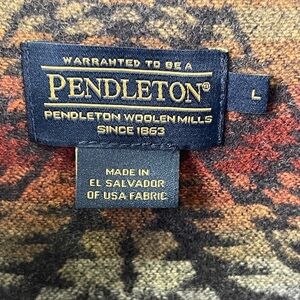 WARRANTED TO BE A
PENDLETON®
PENDLETON WOOLEN MILLS
SINCE 1863
L
MADE IN
EL SALVADOR
OF USA FABRIC